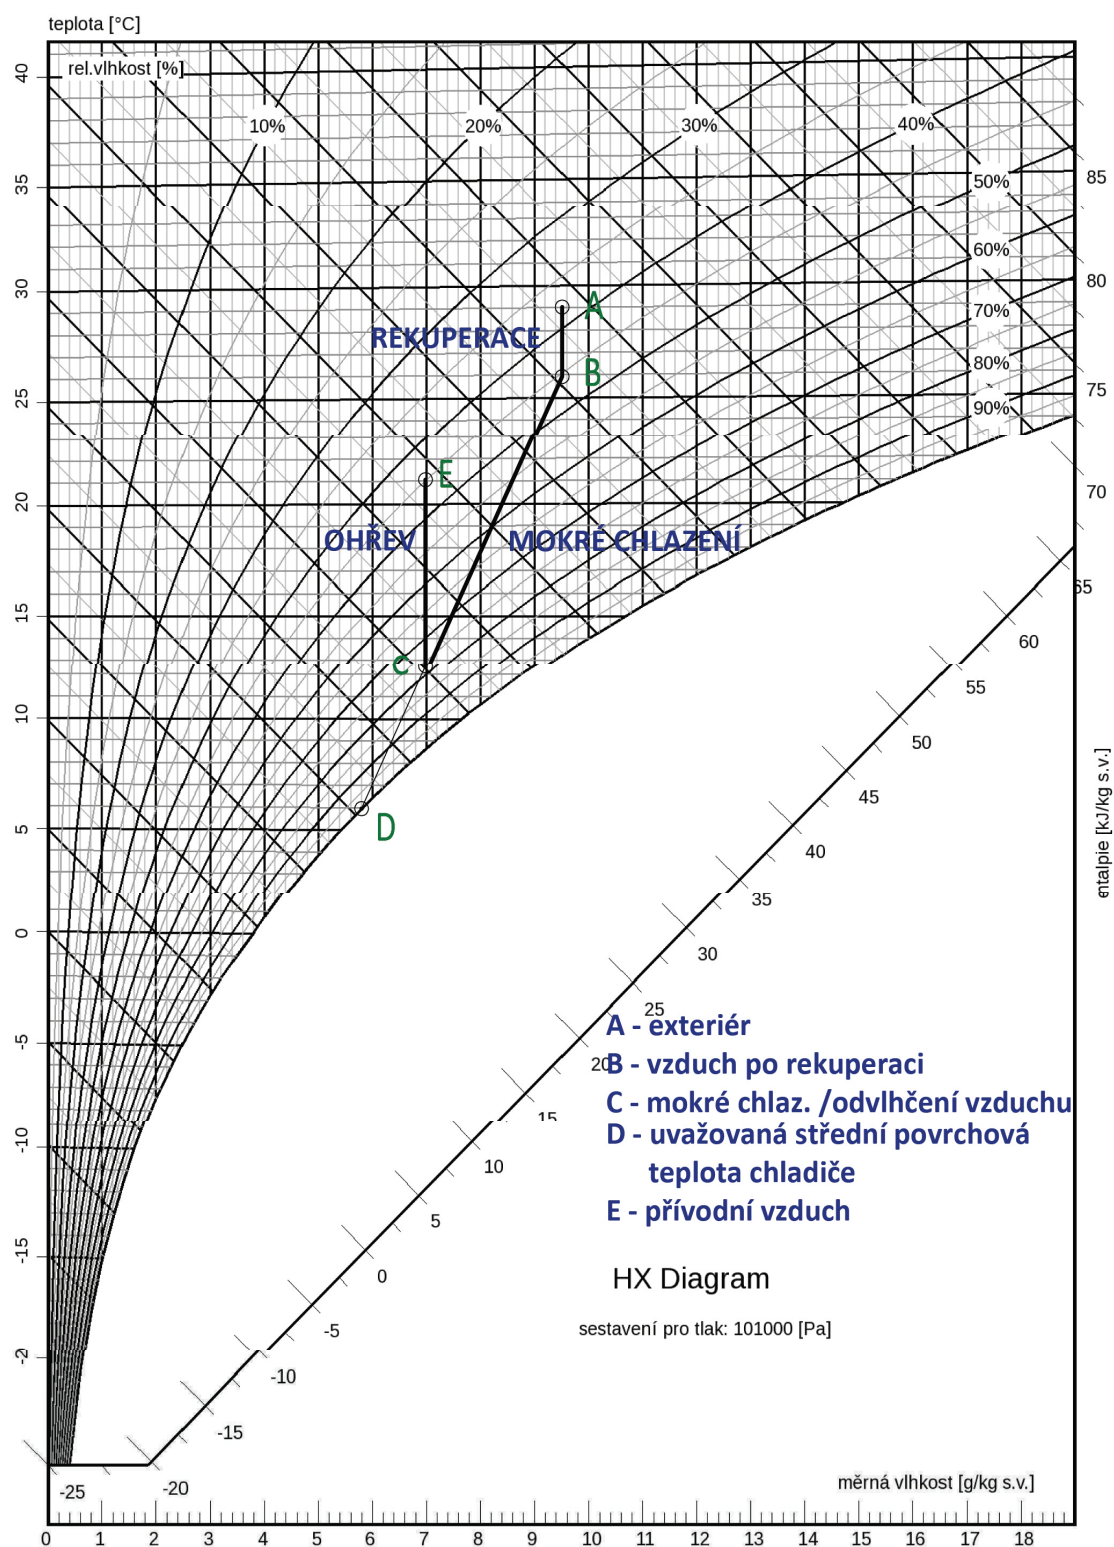 teplota [°C]
rel.vlhkost [%]
40
35
30
25
20
15
10
5
0
-5
-10
-15
-2
10%
20%
30%
40%
50%
60%
70%
80%
90%
85
80
75
70
65
60
55
50
45
40
35
30
25
20
15
10
5
0
-5
-10
-15
-20
-25
A
REKUPERACE
B
E
OHŘEV
MOKRÉ CHLAZENÍ
C
D
entalpie [kJ/kg s.v.]
A - exteriér
B - vzduch po rekuperaci
C - mokré chlaz. /odvlhčení vzduchu
D - uvažovaná střední povrchová
teplota chladiče
E - přívodní vzduch
HX Diagram
sestavení pro tlak: 101000 [Pa]
měrná vlhkost [g/kg s.v.]
0 1 2 3 4 5 6 7 8 9 10 11 12 13 14 15 16 17 18